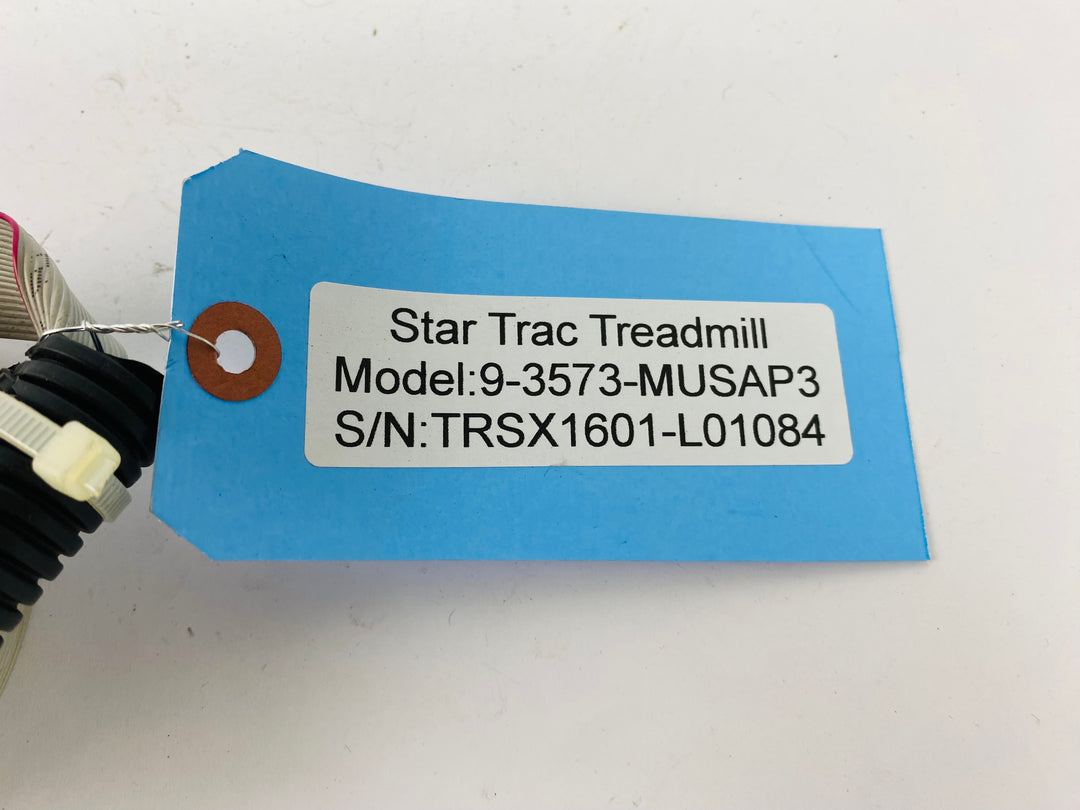 Star Trac Treadmill
Model:9-3573-MUSAP3
S/N:TRSX1601-L01084